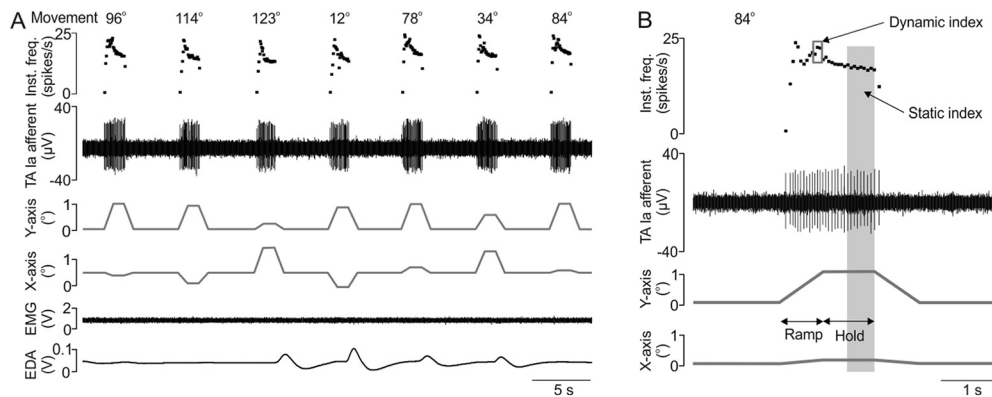 A Movement 96° 114° 123° 12° 78° 34° 84°
Inst. freq.
(spikes/s)
25
0
TA Ia afferent
(µV)
40
-40
Y-axis
(°)
1
0
X-axis
(°)
1
0
EMG
(V)
2
0
EDA
(V)
0.1
0
5 s
B 84°
Dynamic index
Static index
Inst. freq.
(spikes/s)
25
0
TA Ia afferent
(µV)
40
-40
Y-axis
(°)
1
0
Ramp Hold
X-axis
(°)
1
0
1 s